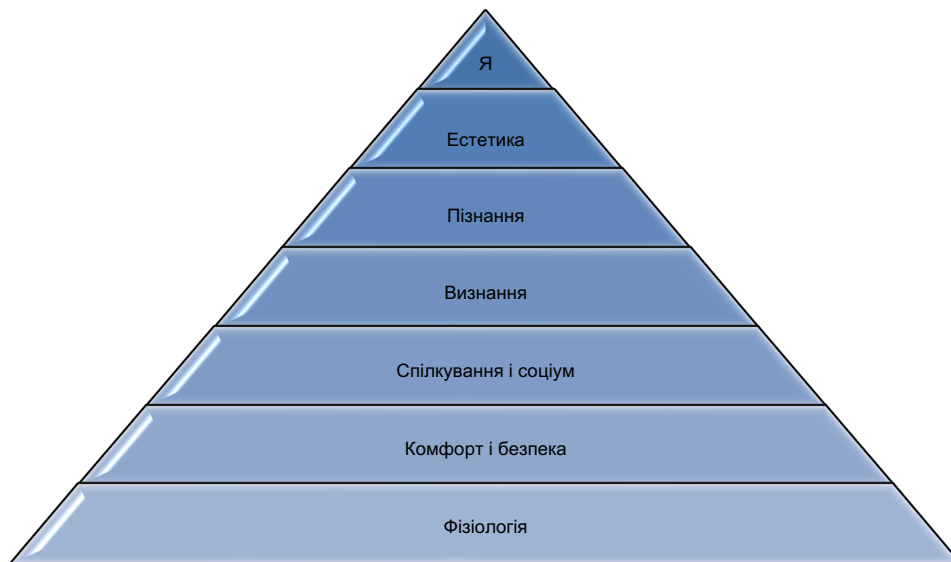 Я
Естетика
Пізнання
Визнання
Спілкування і соціум
Комфорт і безпека
Фізіологія